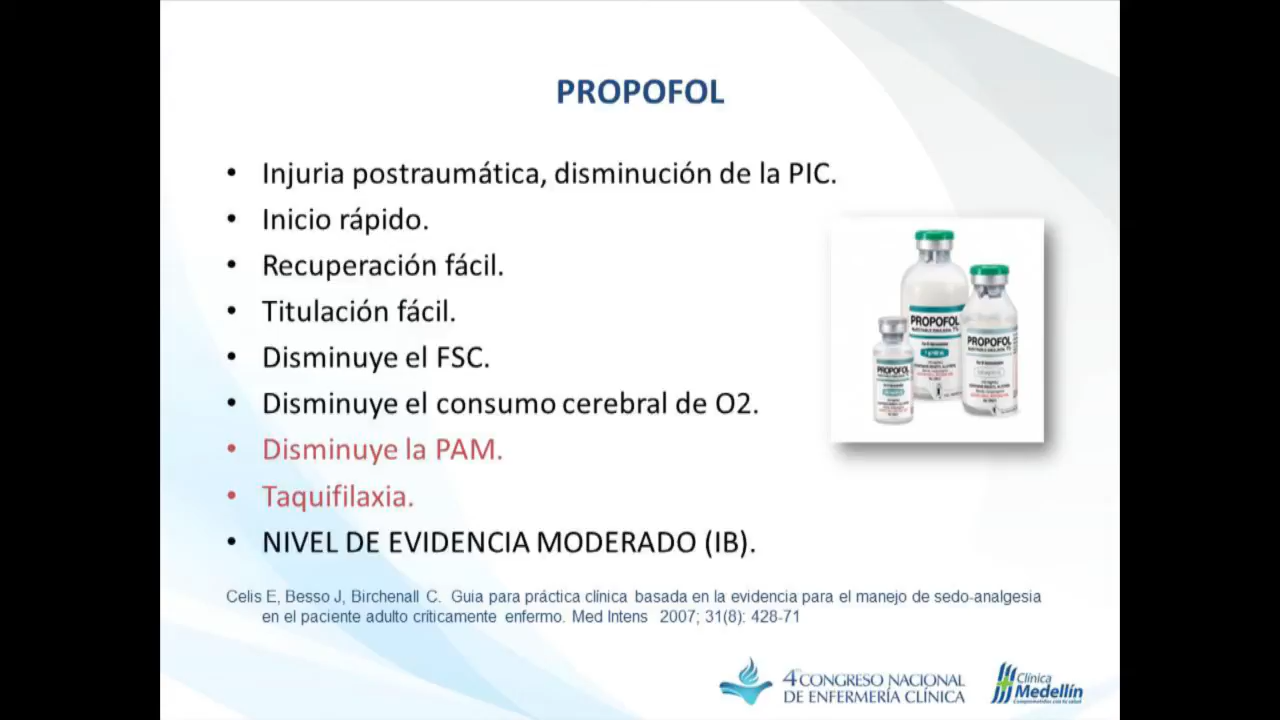 PROPOFOL
• Injuria postraumática, disminución de la PIC.
• Inicio rápido.
• Recuperación fácil.
• Titulación fácil.
• Disminuye el FSC.
• Disminuye el consumo cerebral de O2.
• Disminuye la PAM.
• Taquifilaxia.
• NIVEL DE EVIDENCIA MODERADO (IB).
PROPOFOL
PROPOFOL
PROPOFOL
Celis E, Besso J, Birchenall C. Guia para práctica clínica basada en la evidencia para el manejo de sedo-analgesia
en el paciente adulto críticamente enfermo. Med Intens 2007; 31(8): 428-71
4 CONGRESO NACIONAL
DE ENFERMERÍA CLÍNICA
Clínica
Medellín